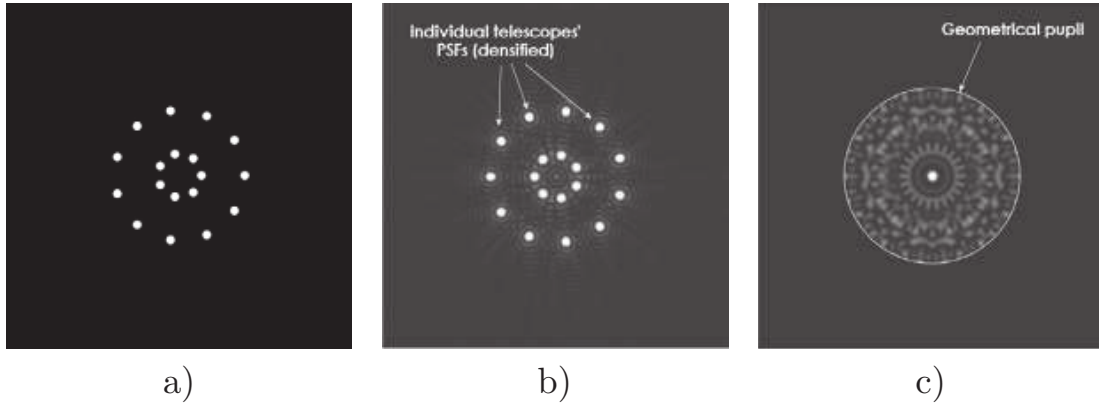 Individual telescopes'
PSFs (densified)
Geometrical pupil
a)
b)
c)